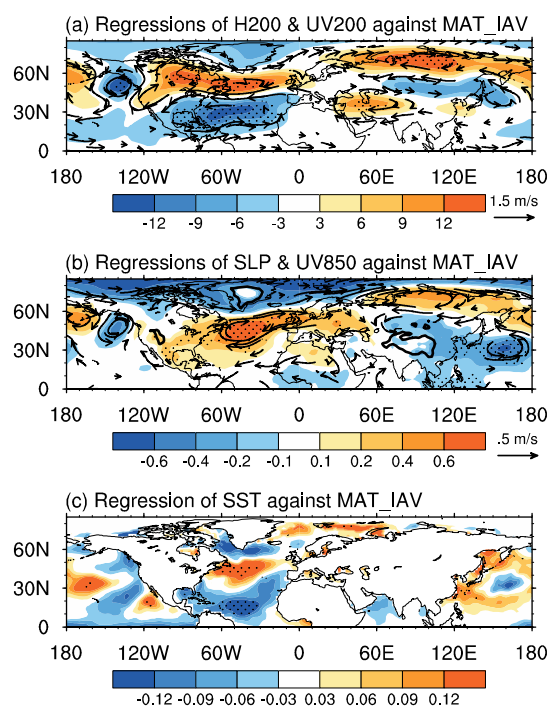 (a) Regressions of H200 & UV200 against MAT_IAV
60N
30N
0
180 120W 60W 0 60E 120E 180
-12 -9 -6 -3 3 6 9 12
1.5 m/s
(b) Regressions of SLP & UV850 against MAT_IAV
60N
30N
0
180 120W 60W 0 60E 120E 180
-0.6 -0.4 -0.2 -0.1 0.1 0.2 0.4 0.6
.5 m/s
(c) Regression of SST against MAT_IAV
60N
30N
0
180 120W 60W 0 60E 120E 180
-0.12 -0.09 -0.06 -0.03 0.03 0.06 0.09 0.12